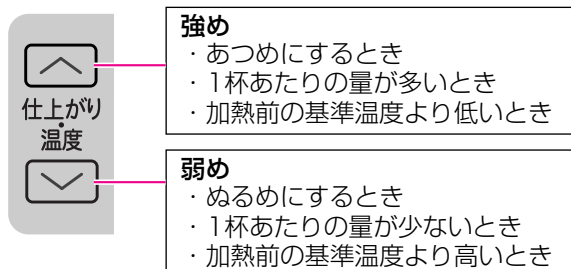 仕上がり
温度
強め
・あつめにするとき
・1杯あたりの量が多いとき
・加熱前の基準温度より低いとき
弱め
・ぬるめにするとき
・1杯あたりの量が少ないとき
・加熱前の基準温度より高いとき